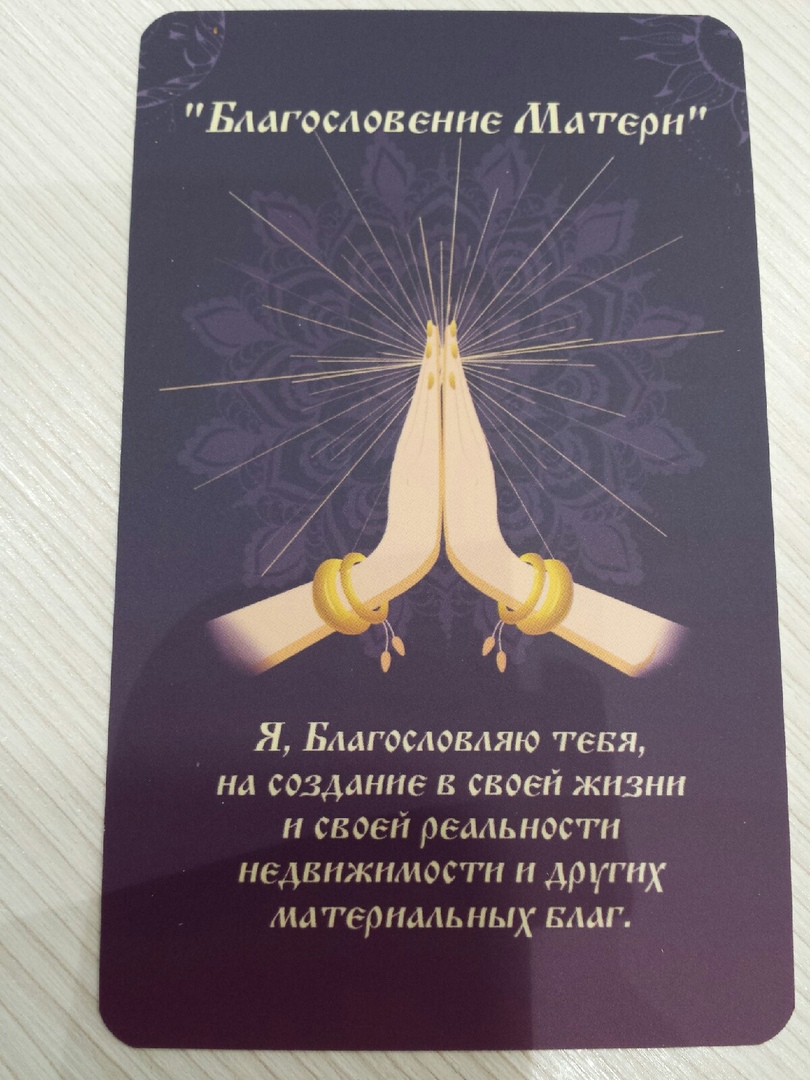 "Благословение Матери"
Я, Благословляю тебя,
на создание в своей жизни
и своей реальности
недвижимости и других
материальных благ.